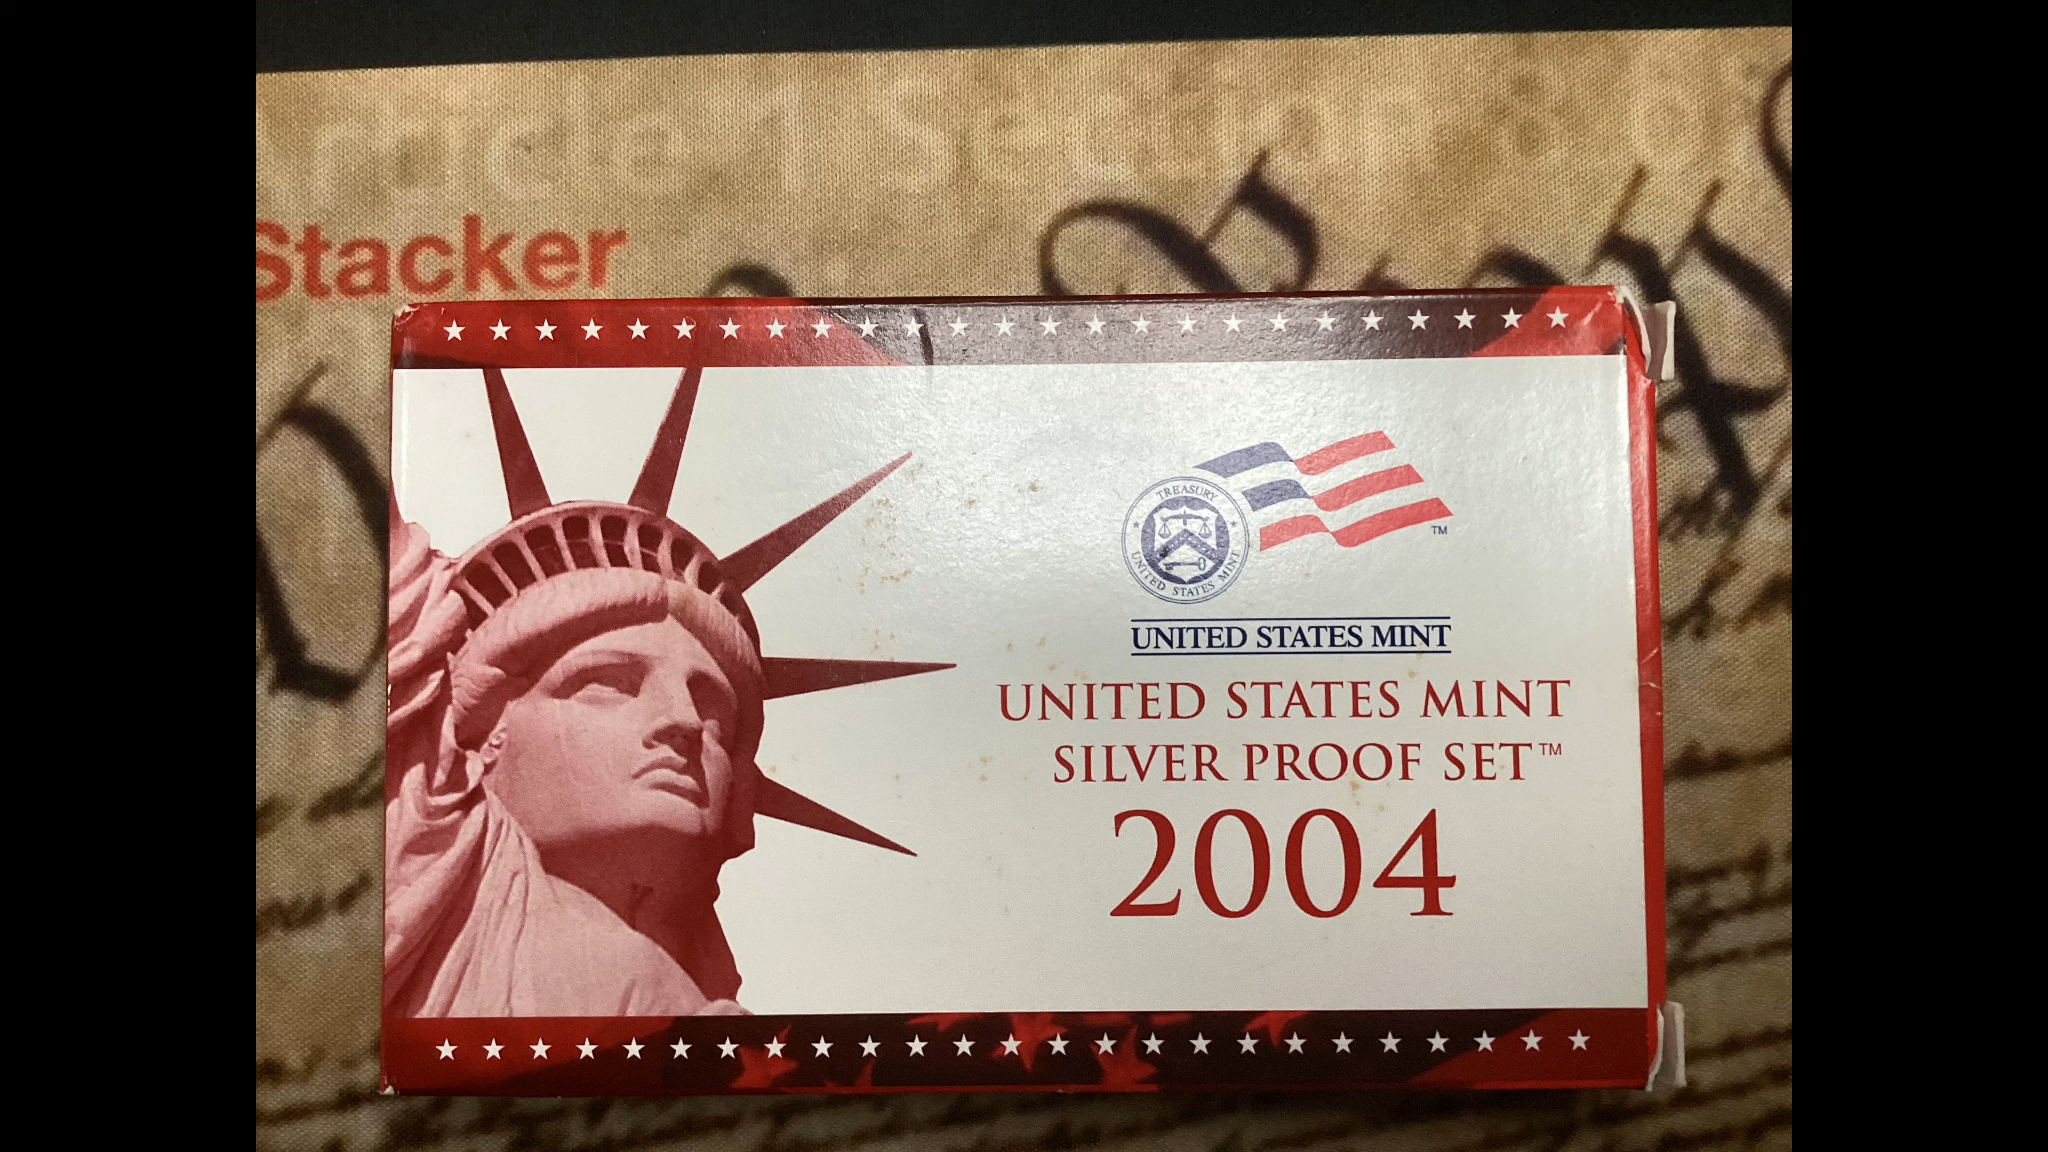 Stacker
TREASURY
UNITED STATES MINT
UNITED STATES MINT
TM
UNITED STATES MINT
SILVER PROOF SET™
2004